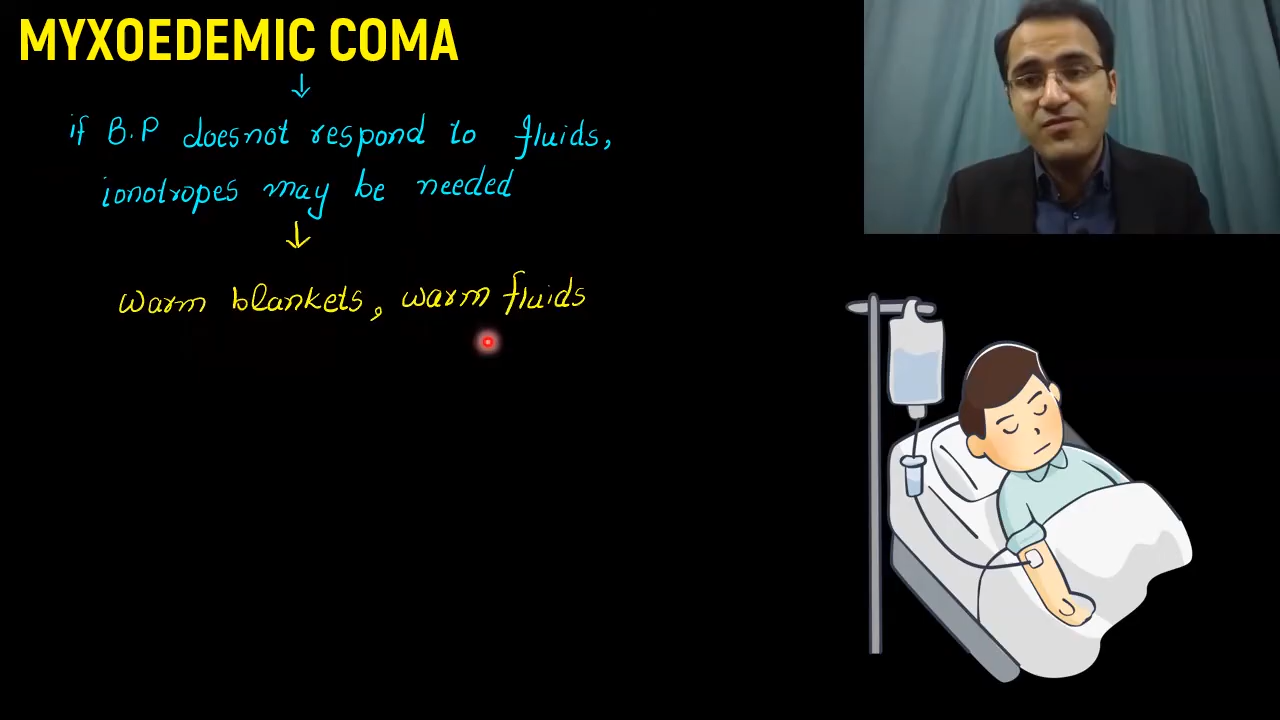 MYXOEDEMIC COMA
if B.P doesnot respond to fluids,
ionotropes may be needed
warm blankets, warm fluids